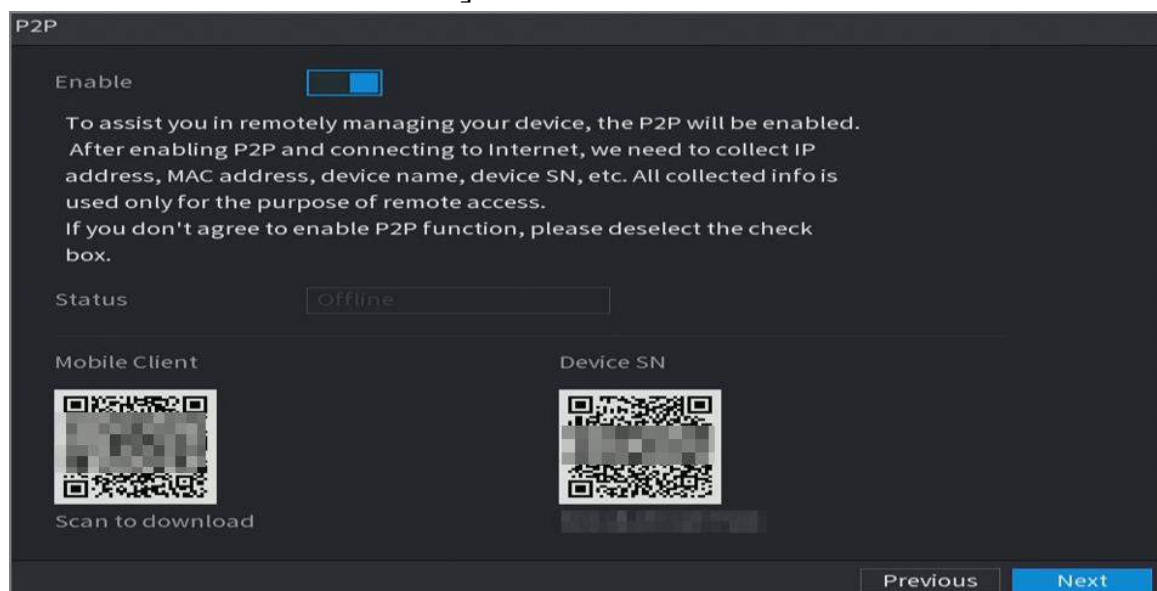 P2P
Enable
To assist you in remotely managing your device, the P2P will be enabled.
After enabling P2P and connecting to Internet, we need to collect IP
address, MAC address, device name, device SN, etc. All collected info is
used only for the purpose of remote access.
If you don't agree to enable P2P function, please deselect the check
box.
Status Offline
Mobile Client Device SN
Scan to download
Previous Next